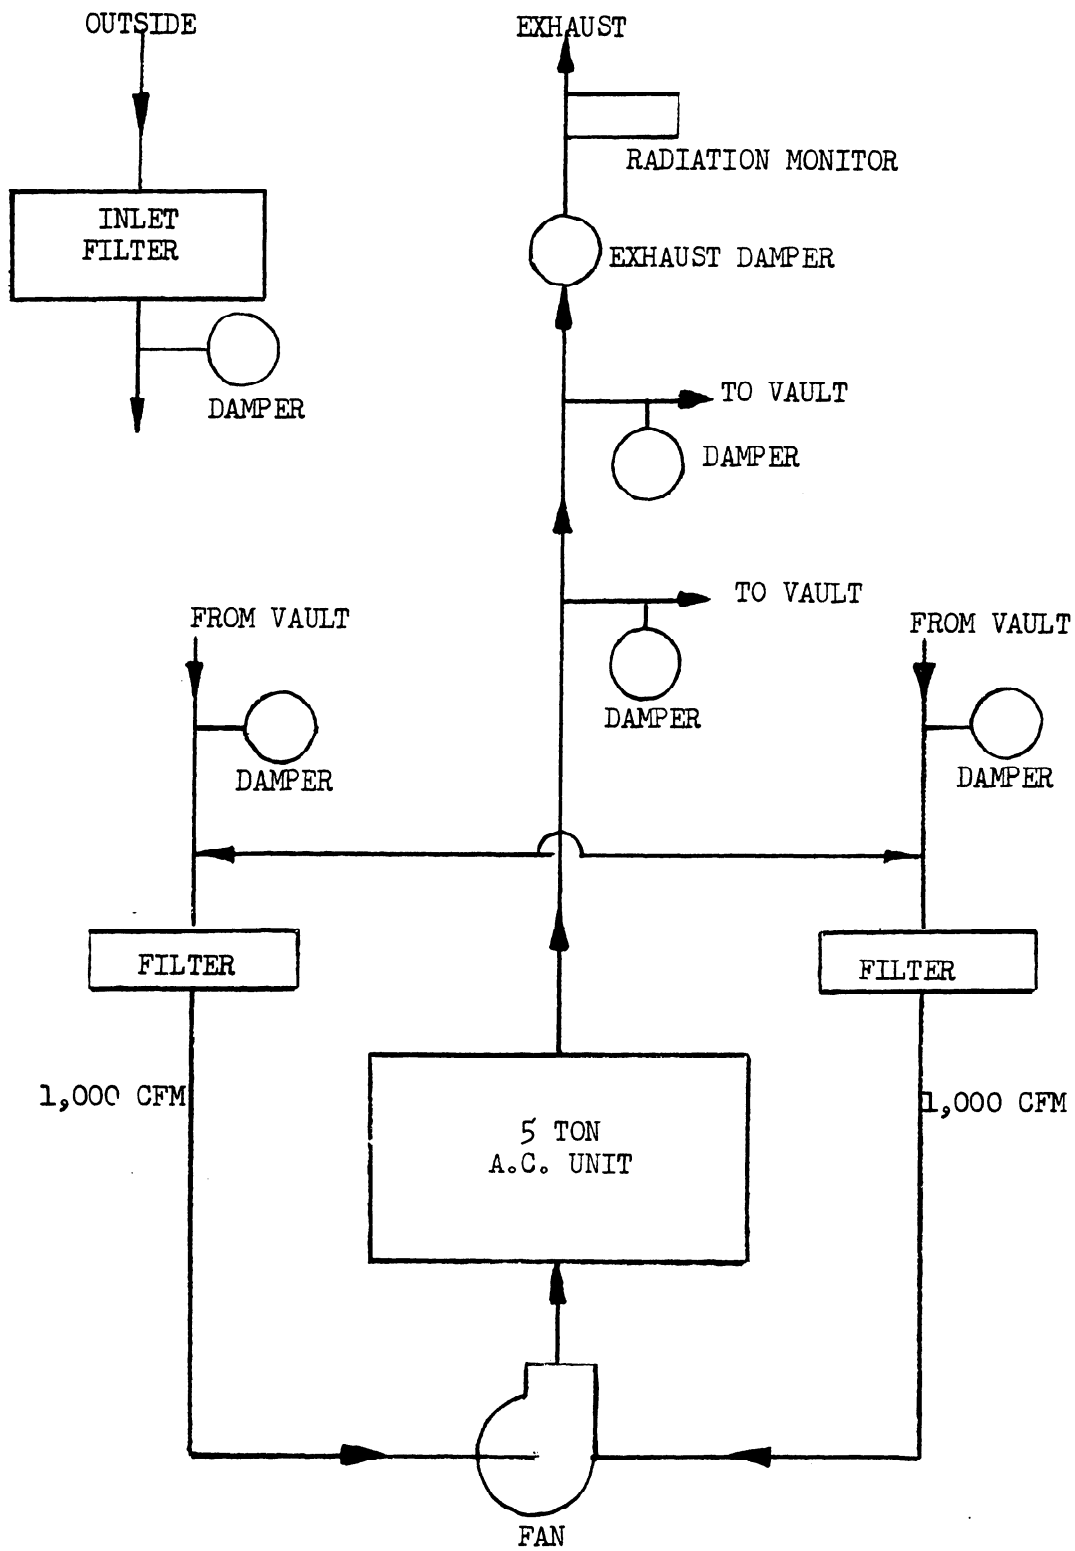 OUTSIDE
EXHAUST
RADIATION MONITOR
INLET
FILTER
EXHAUST DAMPER
DAMPER
TO VAULT
DAMPER
TO VAULT
DAMPER
FROM VAULT
DAMPER
FROM VAULT
DAMPER
FILTER
FILTER
1,000 CFM
1,000 CFM
5 TON
A.C. UNIT
FAN